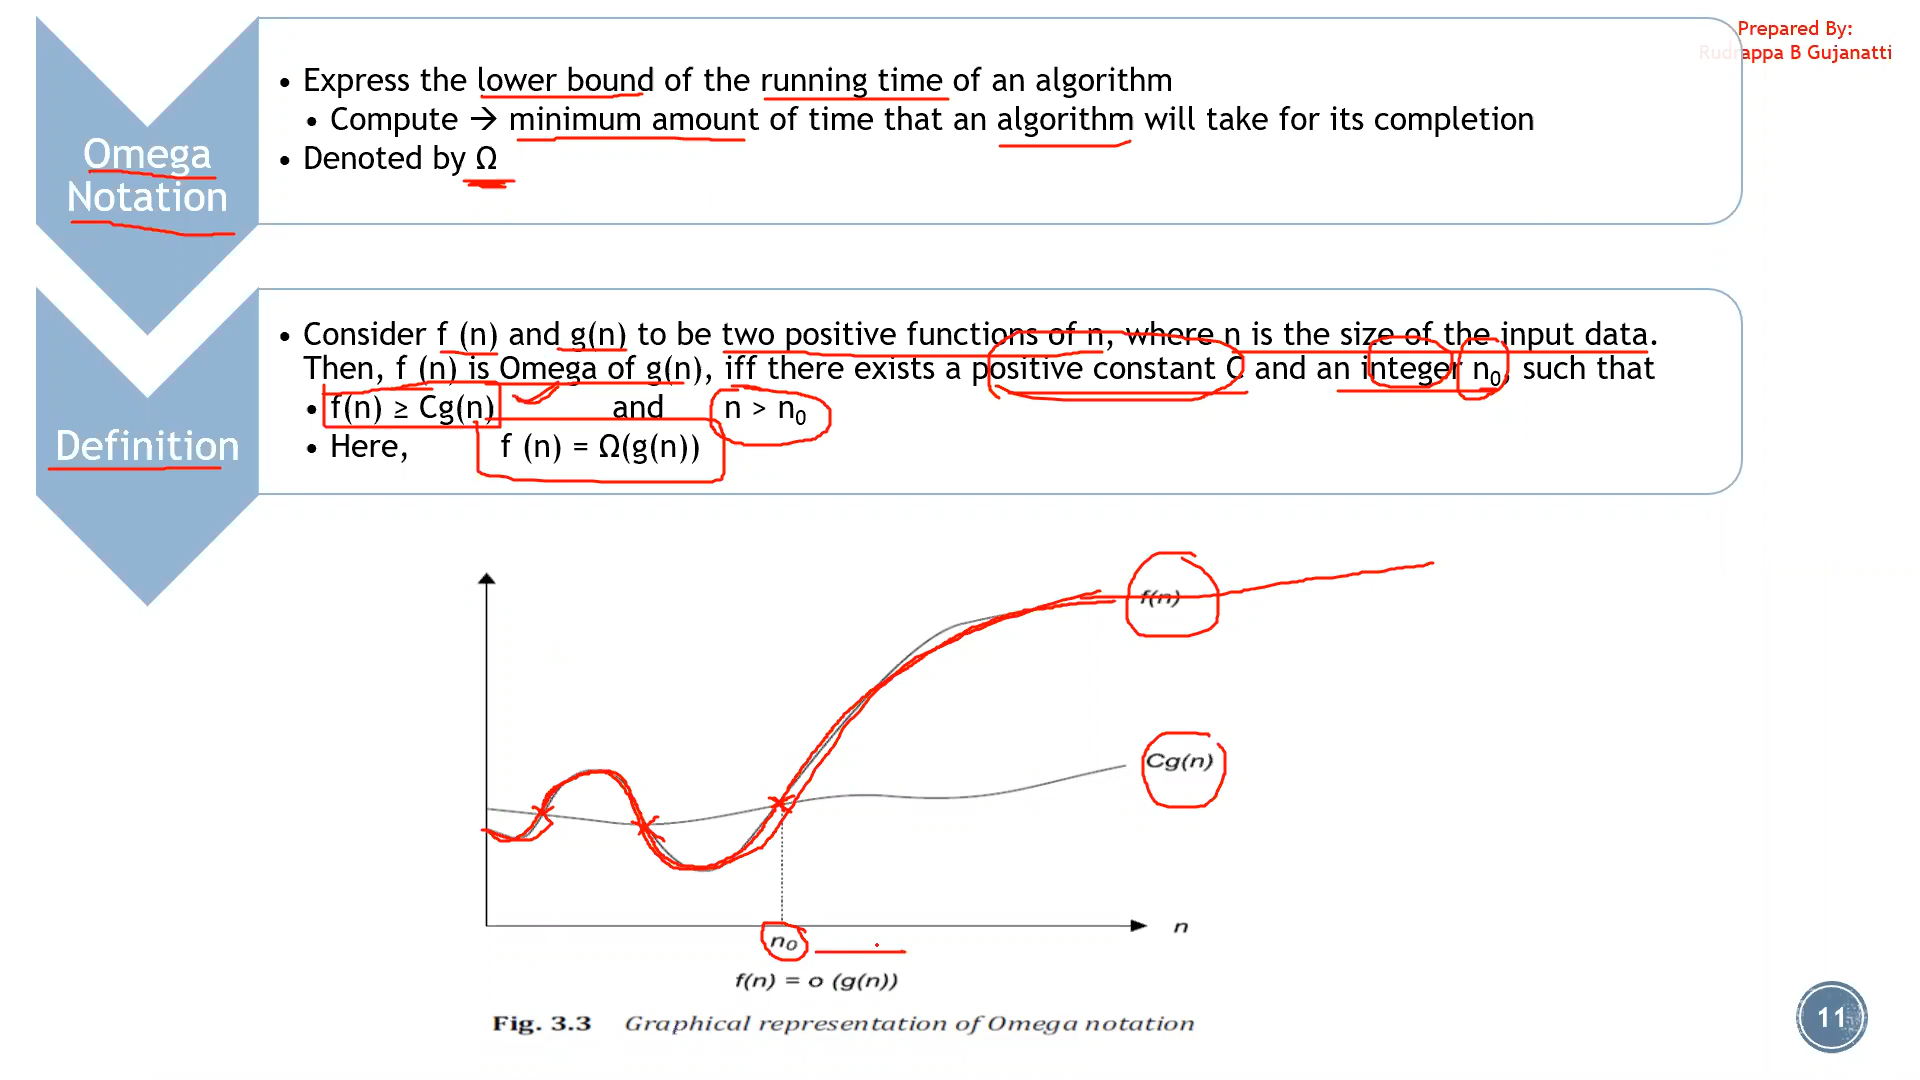 Prepared By:
Rudrappa B Gujanatti
• Express the lower bound of the running time of an algorithm
• Compute → minimum amount of time that an algorithm will take for its completion
• Denoted by Ω
Omega
Notation
• Consider f (n) and g(n) to be two positive functions of n, where n is the size of the input data.
Then, f (n) is Omega of g(n), iff there exists a positive constant C and an integer n₀, such that
• f(n) ≥ Cg(n) and n > n₀
• Here, f (n) = Ω(g(n))
Definition
f(n)
Cg(n)
n
n₀
f(n) = o (g(n))
Fig. 3.3 Graphical representation of Omega notation
11